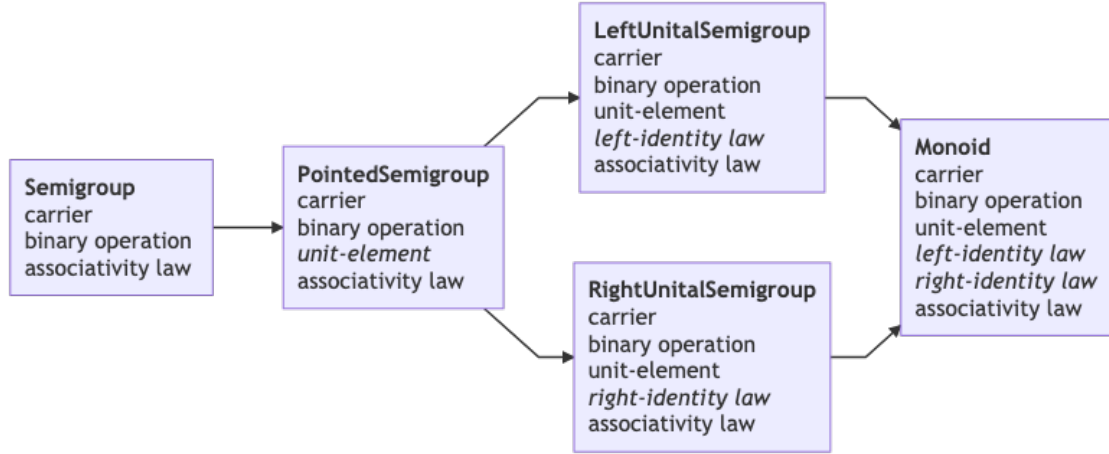 Semigroup
carrier
binary operation
associativity law
PointedSemigroup
carrier
binary operation
unit-element
associativity law
LeftUnitalSemigroup
carrier
binary operation
unit-element
left-identity law
associativity law
RightUnitalSemigroup
carrier
binary operation
unit-element
right-identity law
associativity law
Monoid
carrier
binary operation
unit-element
left-identity law
right-identity law
associativity law